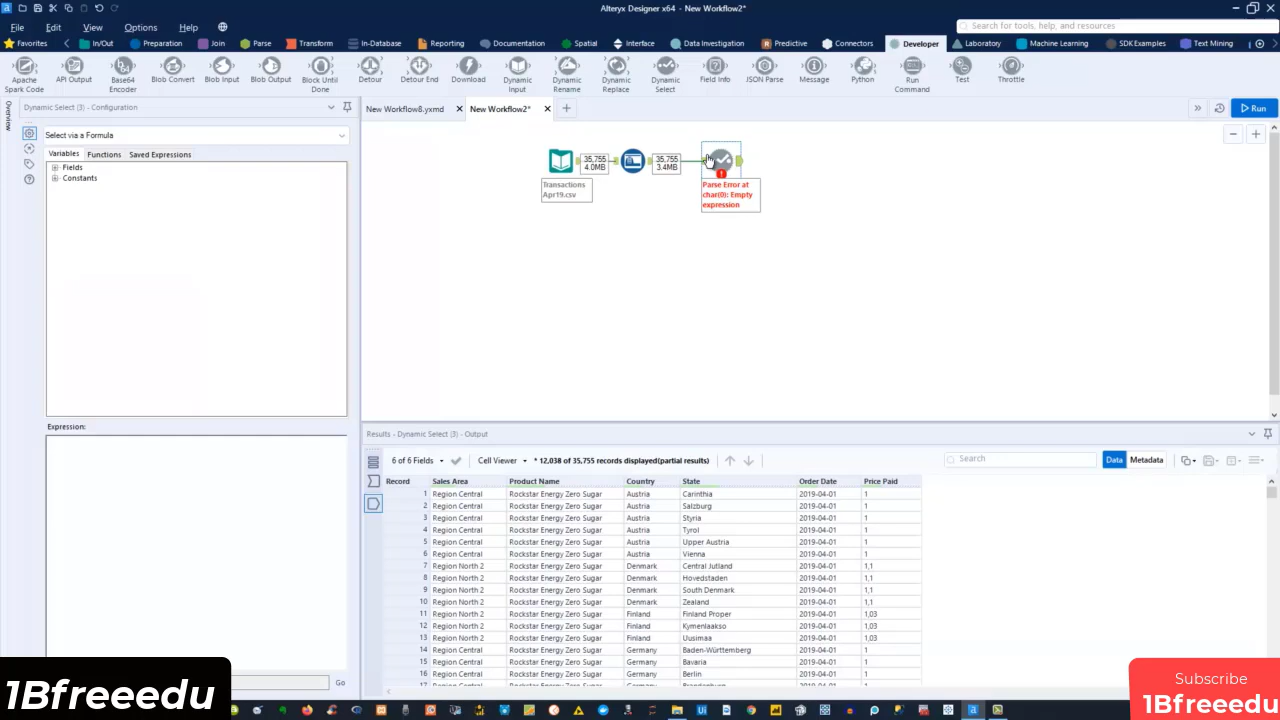 Alteryx Designer x64 - New Workflow2*
File Edit View Options Help
Search for tools, help, and resources
Favorites In/Out Preparation Join Parse Transform In-Database Reporting Documentation Spatial Interface Data Investigation Predictive Connectors Developer Laboratory Machine Learning SDK Examples Text Mining
Apache Spark Code
API Output
Base64 Encoder
Blob Convert
Blob Input
Blob Output
Block Until Done
Detour
Detour End
Download
Dynamic Input
Dynamic Rename
Dynamic Replace
Dynamic Select
Field Info
JSON Parse
Message
Python
Run Command
Test
Throttle
Overview
Dynamic Select (3) - Configuration
New Workflow8.yxmd
New Workflow2*
Run
Select via a Formula
Variables Functions Saved Expressions
Fields
Constants
35,755
4.0MB
35,755
3.4MB
Transactions
Apr19.csv
Parse Error at
char(0): Empty
expression
Expression:
Go
Results - Dynamic Select (3) - Output
6 of 6 Fields Cell Viewer * 12,038 of 35,755 records displayed(partial results) Search Data Metadata
Record Sales Area Product Name Country State Order Date Price Paid
1 Region Central Rockstar Energy Zero Sugar Austria Carinthia 2019-04-01 1
2 Region Central Rockstar Energy Zero Sugar Austria Salzburg 2019-04-01 1
3 Region Central Rockstar Energy Zero Sugar Austria Styria 2019-04-01 1
4 Region Central Rockstar Energy Zero Sugar Austria Tyrol 2019-04-01 1
5 Region Central Rockstar Energy Zero Sugar Austria Upper Austria 2019-04-01 1
6 Region Central Rockstar Energy Zero Sugar Austria Vienna 2019-04-01 1
7 Region North 2 Rockstar Energy Zero Sugar Denmark Central Jutland 2019-04-01 1,1
8 Region North 2 Rockstar Energy Zero Sugar Denmark Hovedstaden 2019-04-01 1,1
9 Region North 2 Rockstar Energy Zero Sugar Denmark South Denmark 2019-04-01 1,1
10 Region North 2 Rockstar Energy Zero Sugar Denmark Zealand 2019-04-01 1,1
11 Region North 2 Rockstar Energy Zero Sugar Finland Finland Proper 2019-04-01 1,03
12 Region North 2 Rockstar Energy Zero Sugar Finland Kymenlaakso 2019-04-01 1,03
13 Region North 2 Rockstar Energy Zero Sugar Finland Uusimaa 2019-04-01 1,03
14 Region Central Rockstar Energy Zero Sugar Germany Baden-Württemberg 2019-04-01 1
15 Region Central Rockstar Energy Zero Sugar Germany Bavaria 2019-04-01 1
16 Region Central Rockstar Energy Zero Sugar Germany Berlin 2019-04-01 1
1Bfreeedu
Subscribe
1Bfreeedu